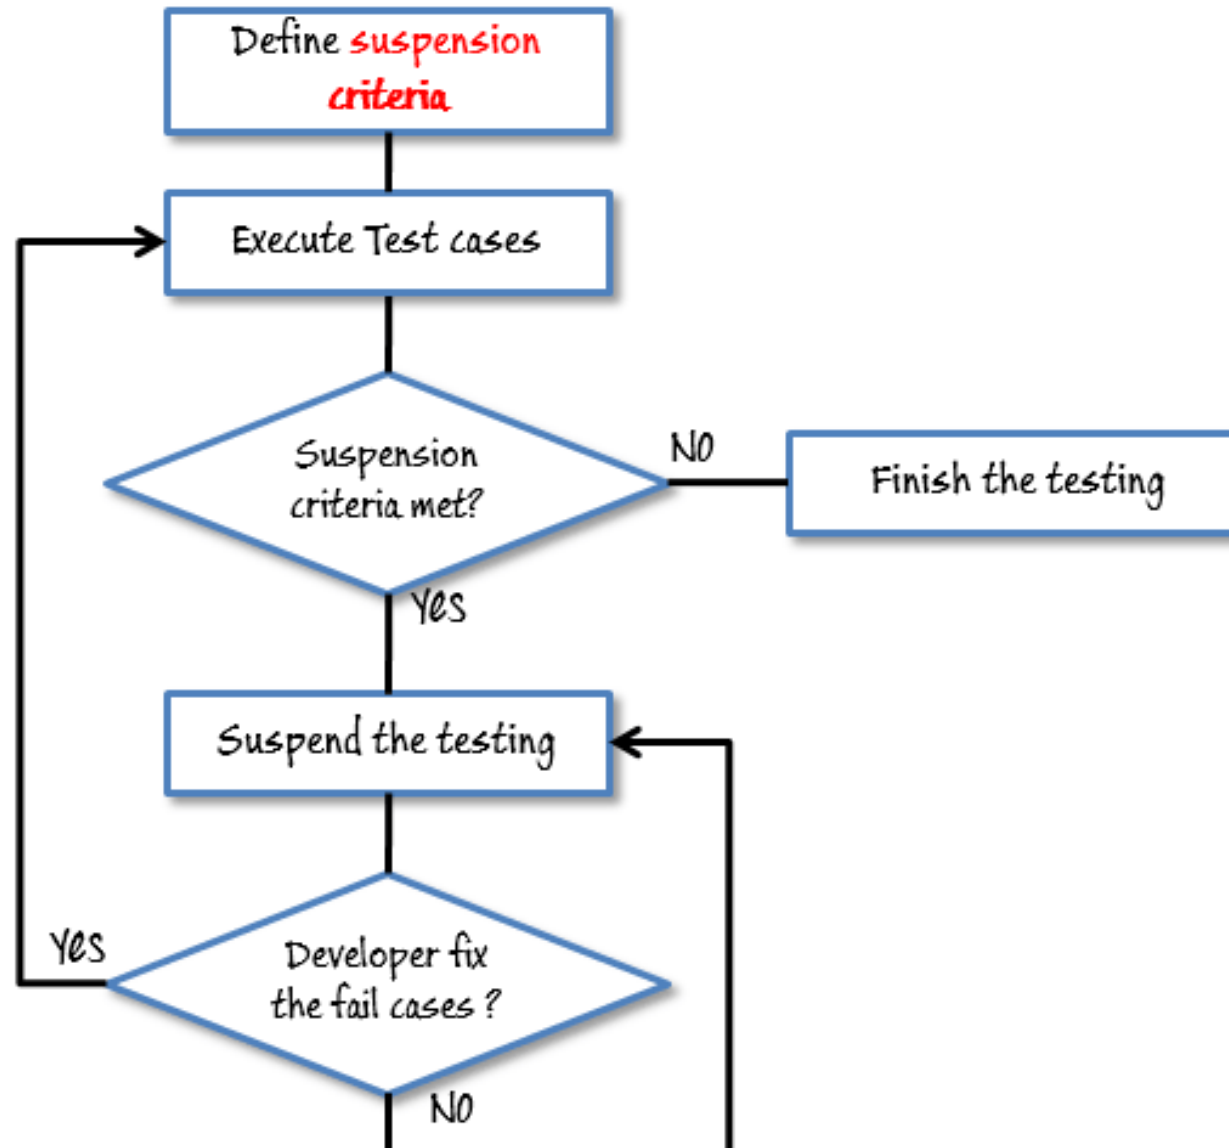 Define suspension
criteria
Execute Test cases
Suspension
criteria met?
NO
Finish the testing
Yes
Suspend the testing
Yes
Developer fix
the fail cases ?
NO